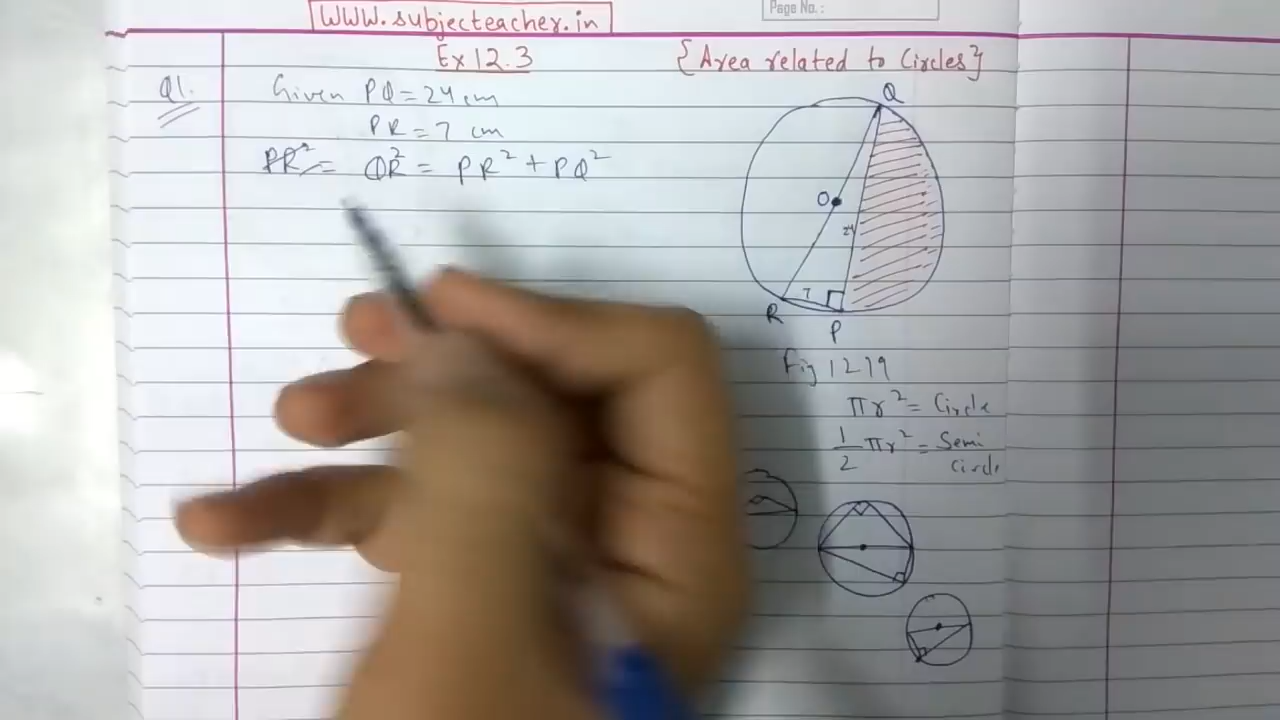 WWW.subjecteacher.in
Page No. :
Ex 12.3
{Area related to Circles}
Q1.
Given PQ = 24 cm
PR = 7 cm
PR² = QR² = PR² + PQ²
Q
O
24
7
R
P
Fig 12.19
πr² = Circle
1/2 πr² = Semi circle